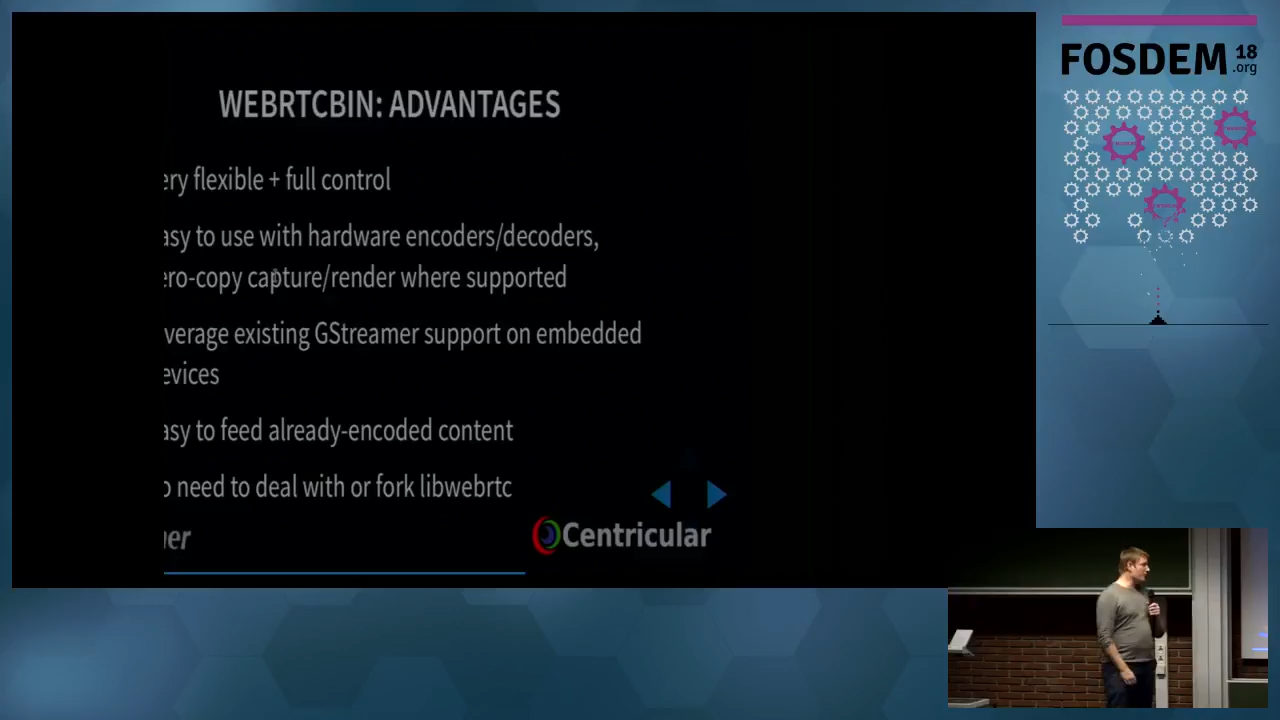 WEBRTCBIN: ADVANTAGES
ery flexible + full control
asy to use with hardware encoders/decoders,
ero-copy capture/render where supported
verage existing GStreamer support on embedded
evices
asy to feed already-encoded content
o need to deal with or fork libwebrtc
er
Centricular
FOSDEM 18
.org